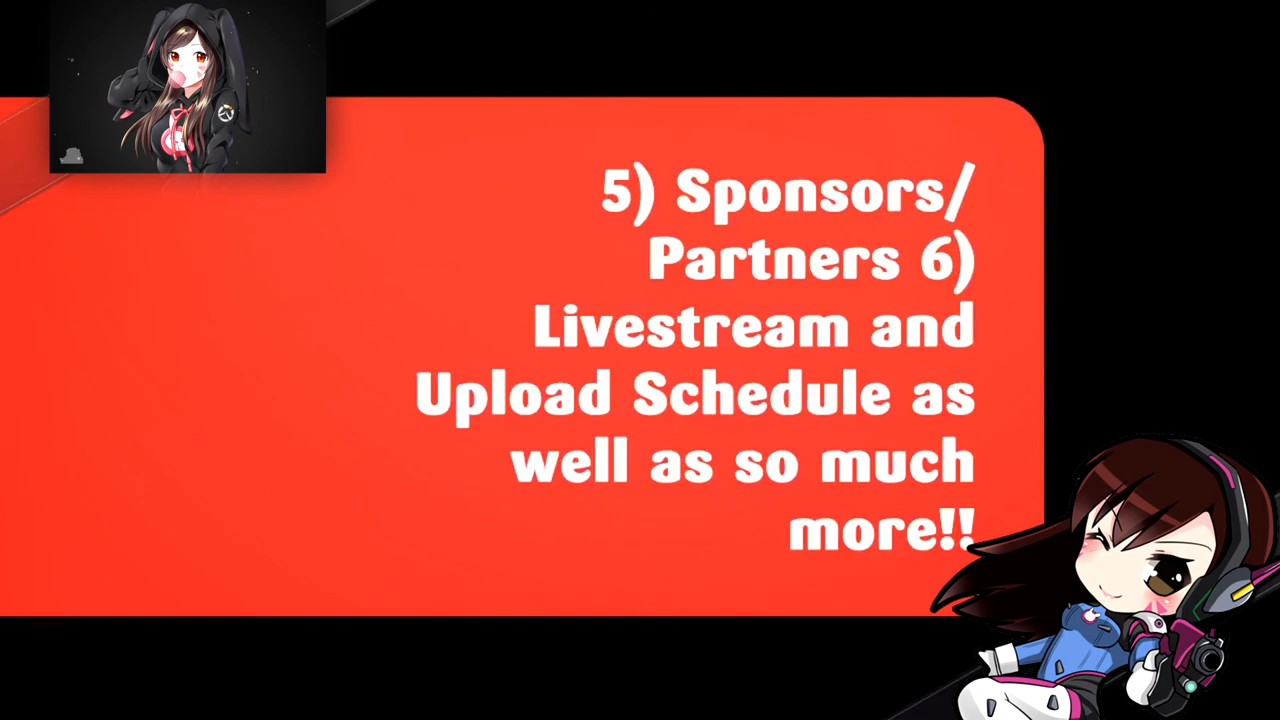 5) Sponsors/
Partners 6)
Livestream and
Upload Schedule as
well as so much
more!!